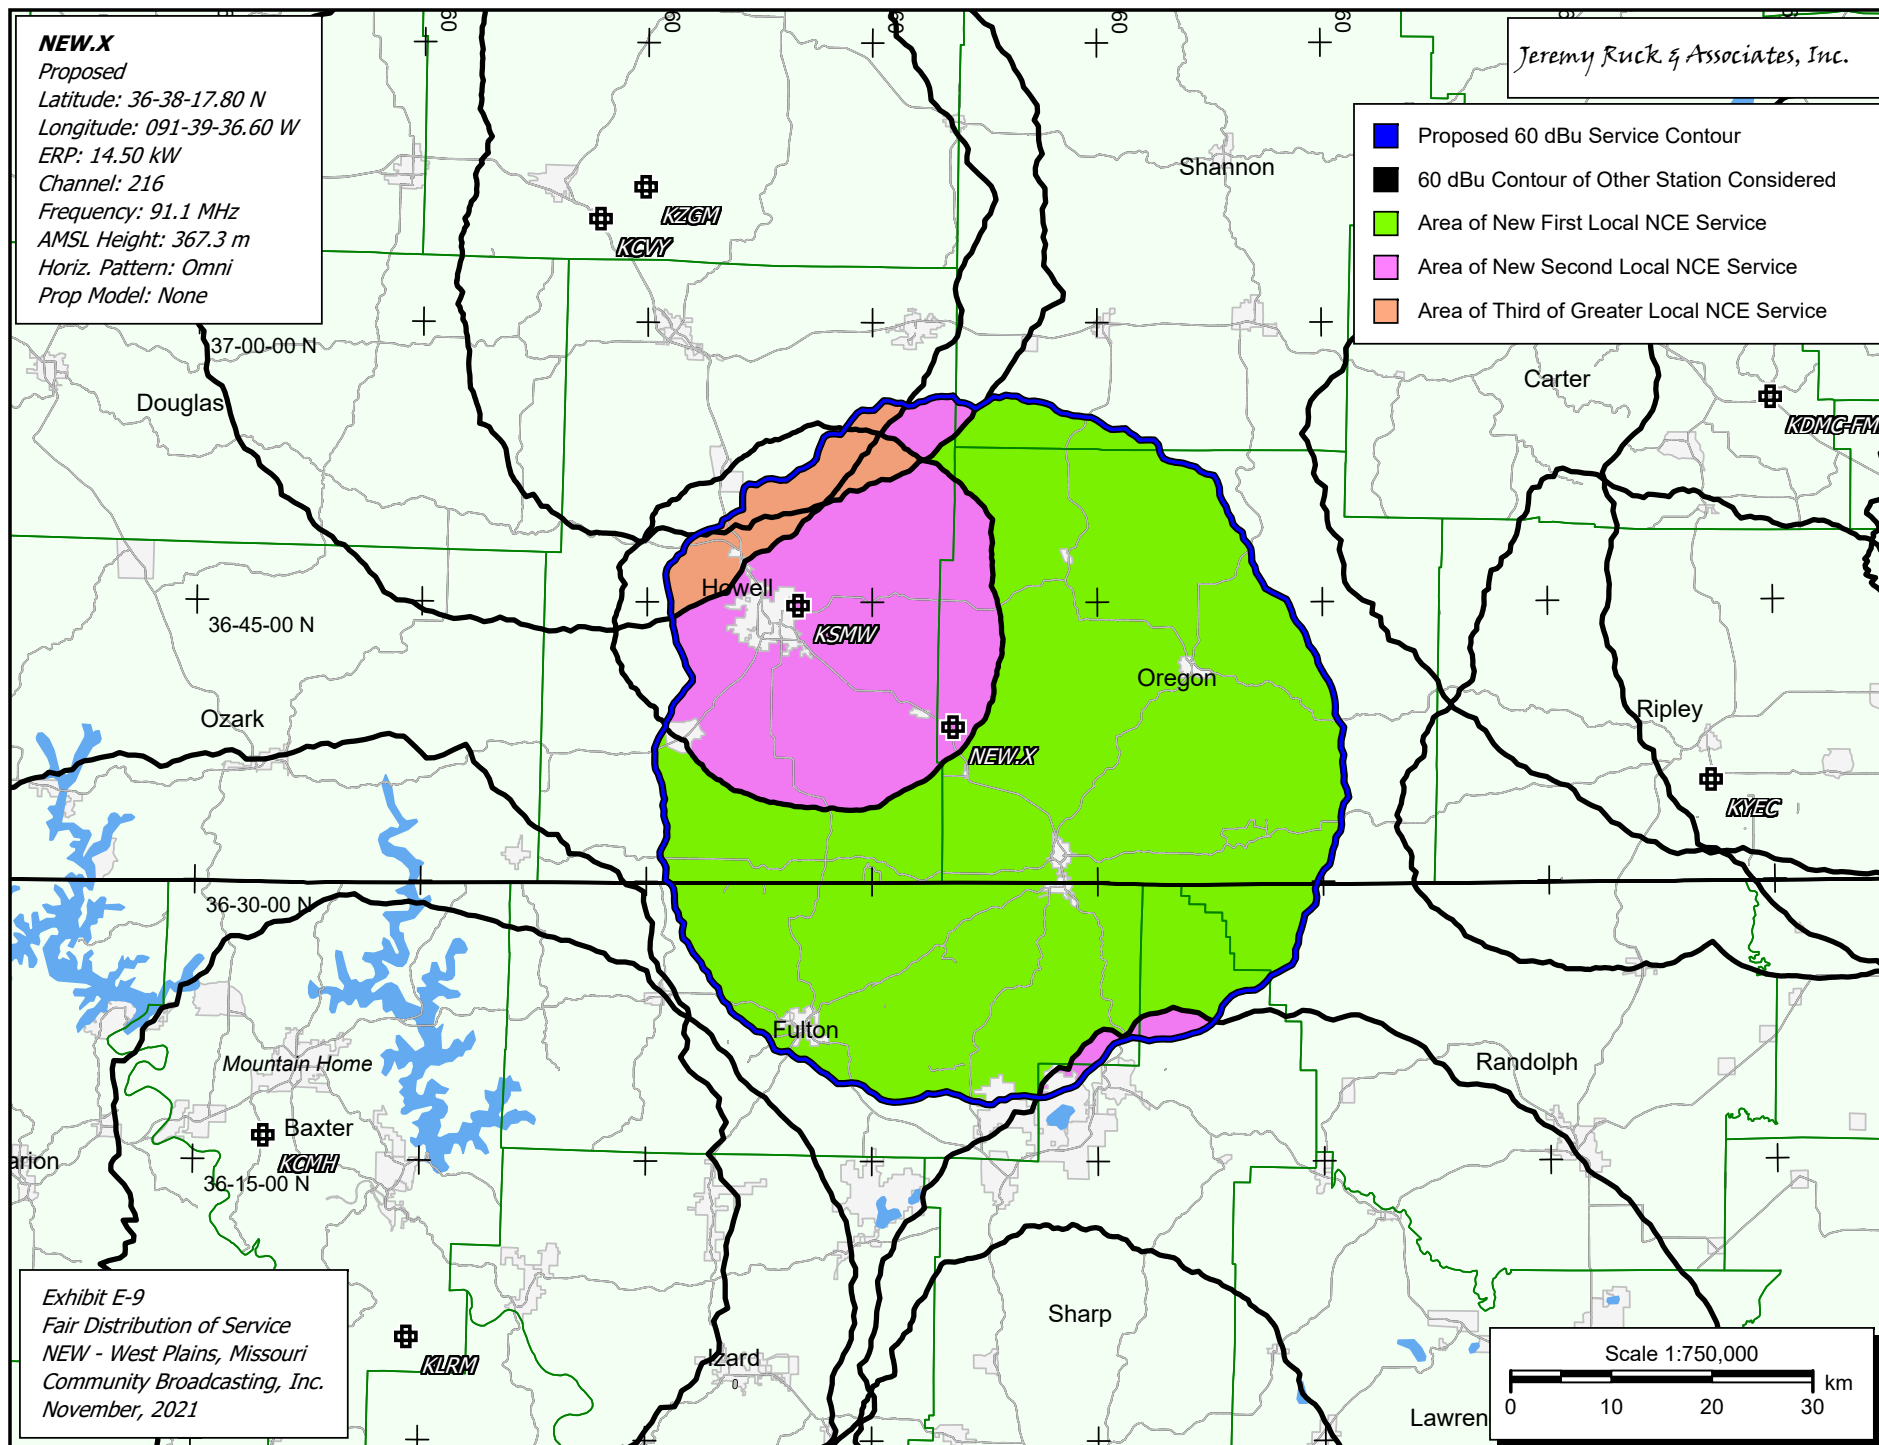 NEW.X
Proposed
Latitude: 36-38-17.80 N
Longitude: 091-39-36.60 W
ERP: 14.50 kW
Channel: 216
Frequency: 91.1 MHz
AMSL Height: 367.3 m
Horiz. Pattern: Omni
Prop Model: None
Jeremy Ruck & Associates, Inc.
Proposed 60 dBu Service Contour
60 dBu Contour of Other Station Considered
Area of New First Local NCE Service
Area of New Second Local NCE Service
Area of Third of Greater Local NCE Service
Shannon
KZGM
KCVY
37-00-00 N
Douglas
Carter
KDMC-FM
Howell
36-45-00 N
KSMW
Oregon
Ozark
Ripley
NEW.X
KYEC
36-30-00 N
Fulton
Mountain Home
Randolph
Baxter
arion
KCMH
36-15-00 N
Sharp
Izard
KLRM
Lawren
Exhibit E-9
Fair Distribution of Service
NEW - West Plains, Missouri
Community Broadcasting, Inc.
November, 2021
Scale 1:750,000
km
0 10 20 30